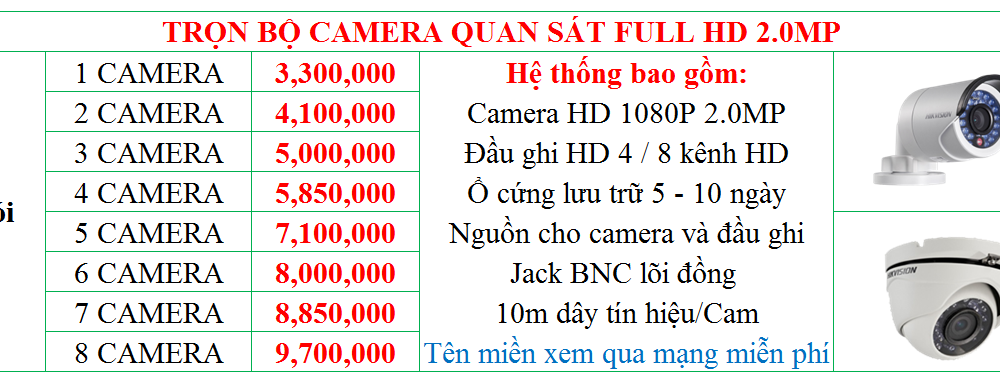 TRỌN BỘ CAMERA QUAN SÁT FULL HD 2.0MP
1 CAMERA 3,300,000 Hệ thống bao gồm:
2 CAMERA 4,100,000 Camera HD 1080P 2.0MP
3 CAMERA 5,000,000 Đầu ghi HD 4 / 8 kênh HD
4 CAMERA 5,850,000 Ổ cứng lưu trữ 5 - 10 ngày
5 CAMERA 7,100,000 Nguồn cho camera và đầu ghi
6 CAMERA 8,000,000 Jack BNC lõi đồng
7 CAMERA 8,850,000 10m dây tín hiệu/Cam
8 CAMERA 9,700,000 Tên miền xem qua mạng miễn phí
HIKVISION
HIKVISION